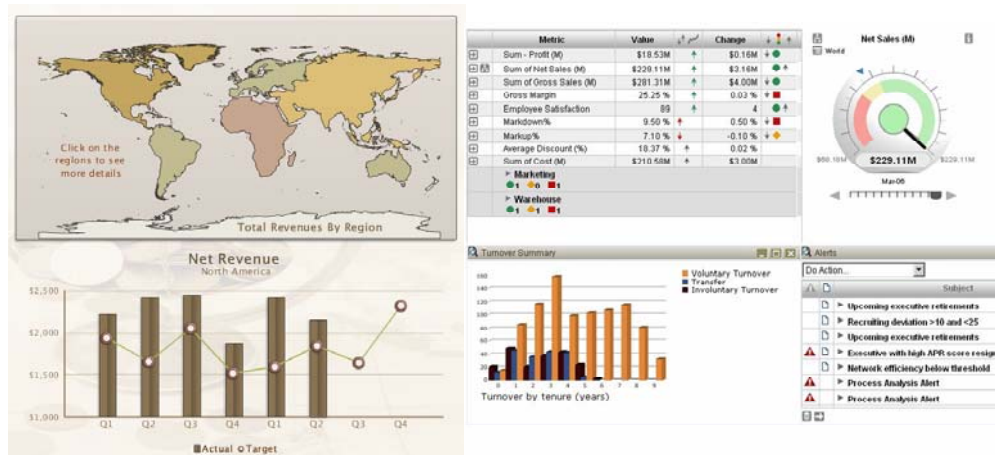 Click on the
regions to see
more details
Total Revenues By Region
Net Revenue
North America
$2,500
$2,000
$1,500
$1,000
Q1 Q2 Q3 Q4 Q1 Q2 Q3 Q4
Actual Target
Metric Value Change
Sum - Profit (M) $18.53M $0.16M
Sum of Net Sales (M) $229.11M $3.16M
Sum of Gross Sales (M) $281.31M $4.00M
Gross Margin 25.25 % 0.03 %
Employee Satisfaction 89 4
Markdown% 9.50 % 0.50 %
Markup% 7.10 % -0.10 %
Average Discount (%) 18.37 % 0.02 %
Sum of Cost (M) $210.58M $3.00M
Marketing
1 0 1
Warehouse
1 1 1
Net Sales (M)
World
$229.11M
$229.11M
Mar-06
Turnover Summary
160
140
120
100
80
60
40
20
0
0 1 2 3 4 5 6 7 8 9
Turnover by tenure (years)
Voluntary Turnover
Transfer
Involuntary Turnover
Alerts
Do Action...
Subject
Upcoming executive retirements
Recruiting deviation >10 and <25
Upcoming executive retirements
Executive with high APR score resign
Network efficiency below threshold
Process Analysis Alert
Process Analysis Alert